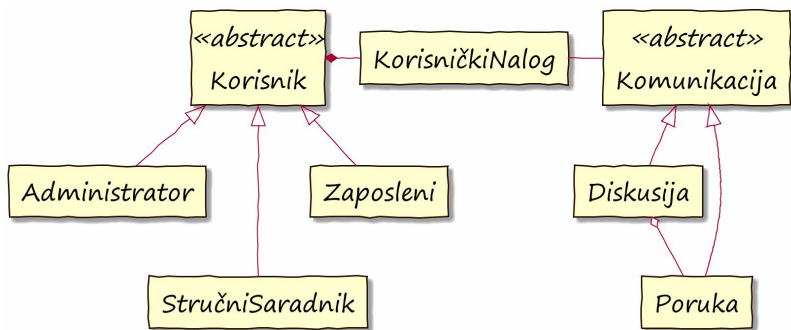 «abstract»
Korisnik
KorisničkiNalog
«abstract»
Komunikacija
Administrator
Zaposleni
Diskusija
StručniSaradnik
Poruka